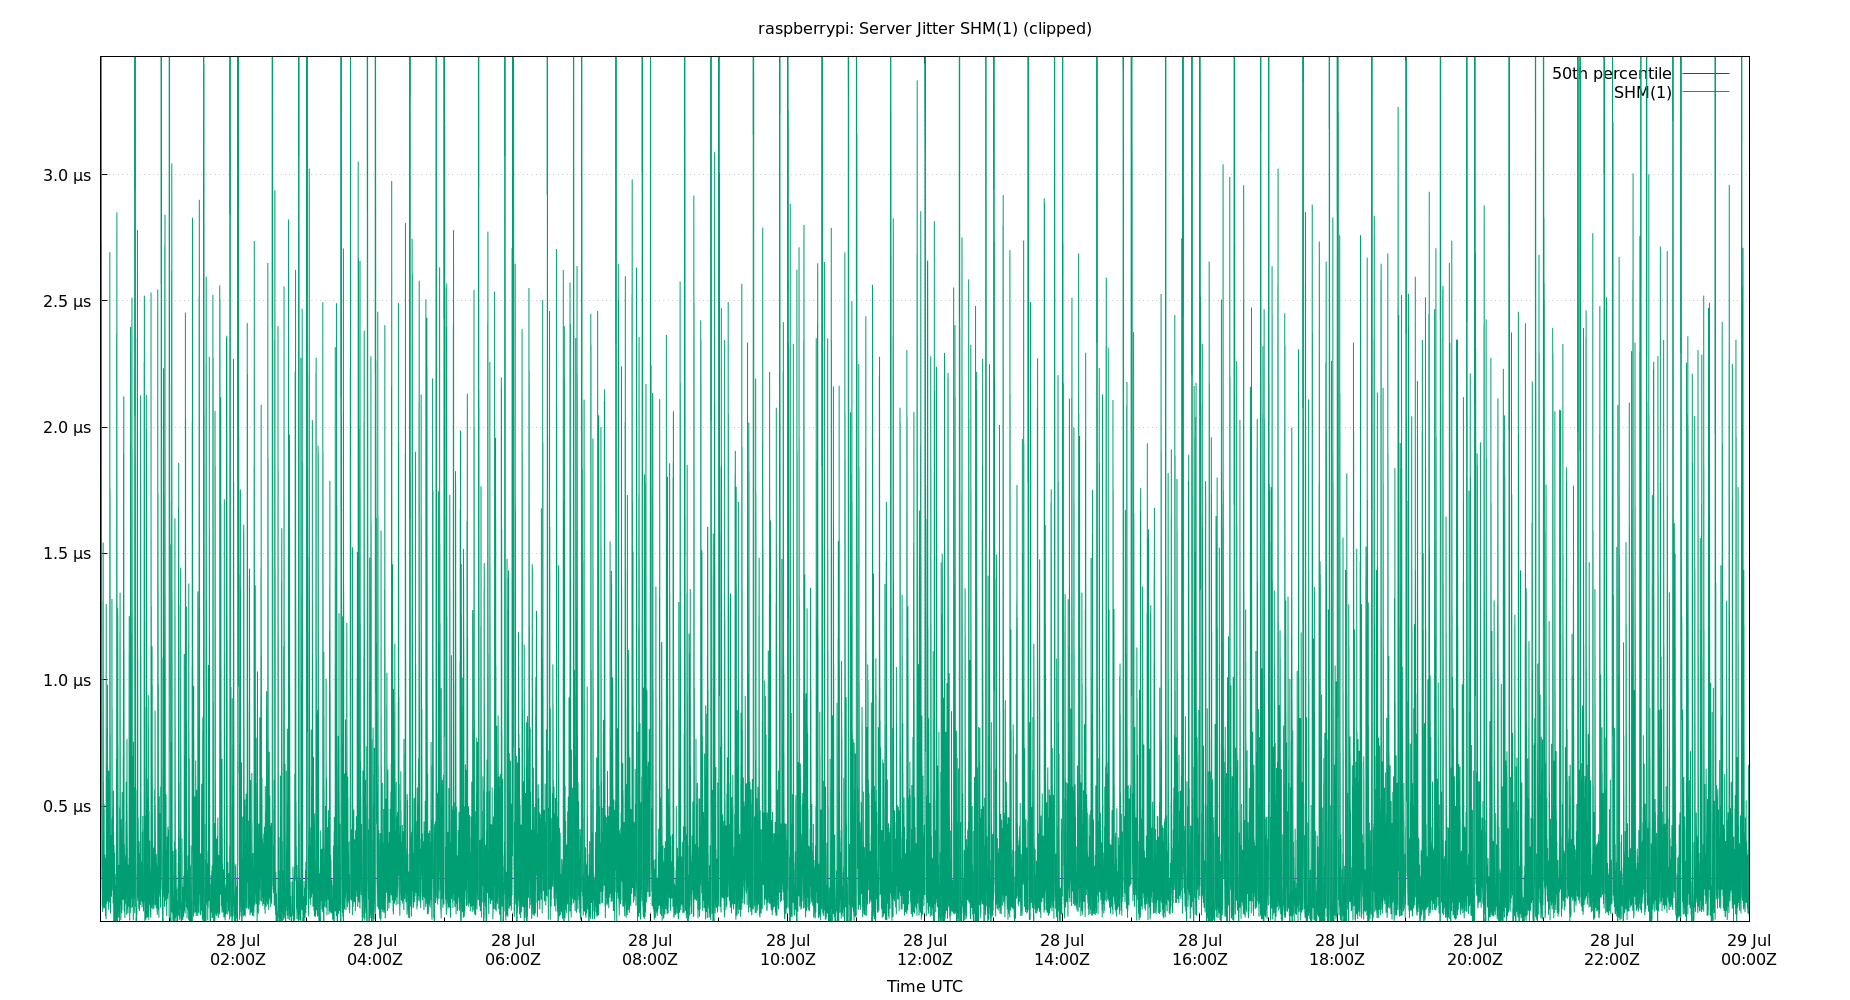 raspberrypi: Server Jitter SHM(1) (clipped)
50th percentile
SHM(1)
3.0 μs
2.5 μs
2.0 μs
1.5 μs
1.0 μs
0.5 μs
28 Jul 28 Jul 28 Jul 28 Jul 28 Jul 28 Jul 28 Jul 28 Jul 28 Jul 28 Jul 28 Jul 29 Jul
02:00Z 04:00Z 06:00Z 08:00Z 10:00Z 12:00Z 14:00Z 16:00Z 18:00Z 20:00Z 22:00Z 00:00Z
Time UTC